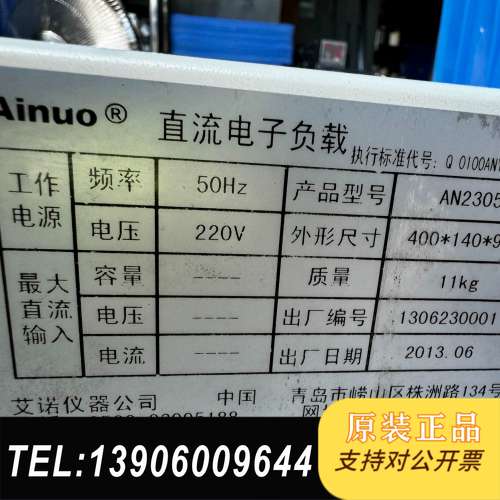 Ainuo® 直流电子负载 执行标准代号: Q 0100AN
工作电源 频率 50Hz 产品型号 AN2305
电压 220V 外形尺寸 400*140*
最大直流输入 容量 ---- 质量 11kg
电压 ---- 出厂编号 1306230001
电流 ---- 出厂日期 2013.06
艾诺仪器公司 中国 青岛市崂山区株洲路134号
TEL:13906009644
原装正品
支持对公开票